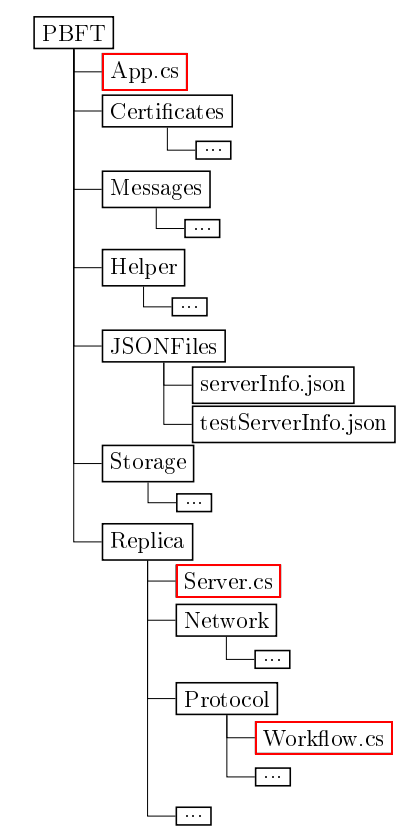 PBFT
App.cs
Certificates
...
Messages
...
Helper
...
JSONFiles
serverInfo.json
testServerInfo.json
Storage
...
Replica
Server.cs
Network
...
Protocol
Workflow.cs
...
...